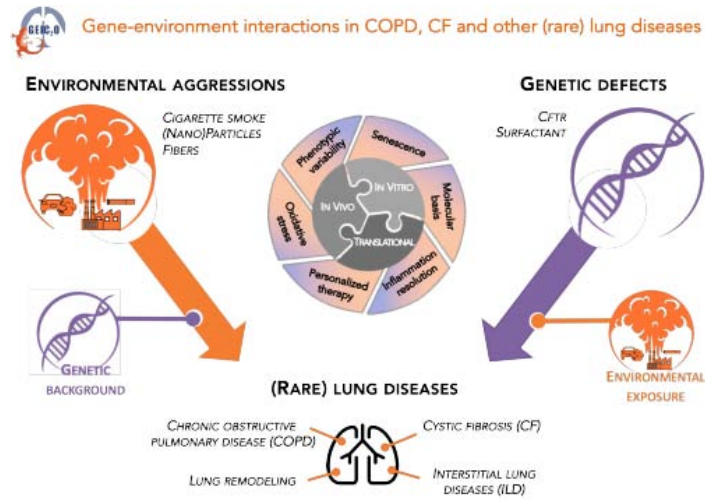 GEIC₂O
Gene-environment interactions in COPD, CF and other (rare) lung diseases
ENVIRONMENTAL AGGRESSIONS
CIGARETTE SMOKE
(NANO)PARTICLES
FIBERS
GENETIC DEFECTS
CFTR
SURFACTANT
Phenotypic
variability
Senescence
Molecular
basis
Inflammation
resolution
Personalized
therapy
Oxidative
stress
IN VITRO
IN VIVO
TRANSLATIONAL
GENETIC
BACKGROUND
ENVIRONMENTAL
EXPOSURE
(RARE) LUNG DISEASES
CHRONIC OBSTRUCTIVE
PULMONARY DISEASE (COPD)
CYSTIC FIBROSIS (CF)
LUNG REMODELING
INTERSTITIAL LUNG
DISEASES (ILD)